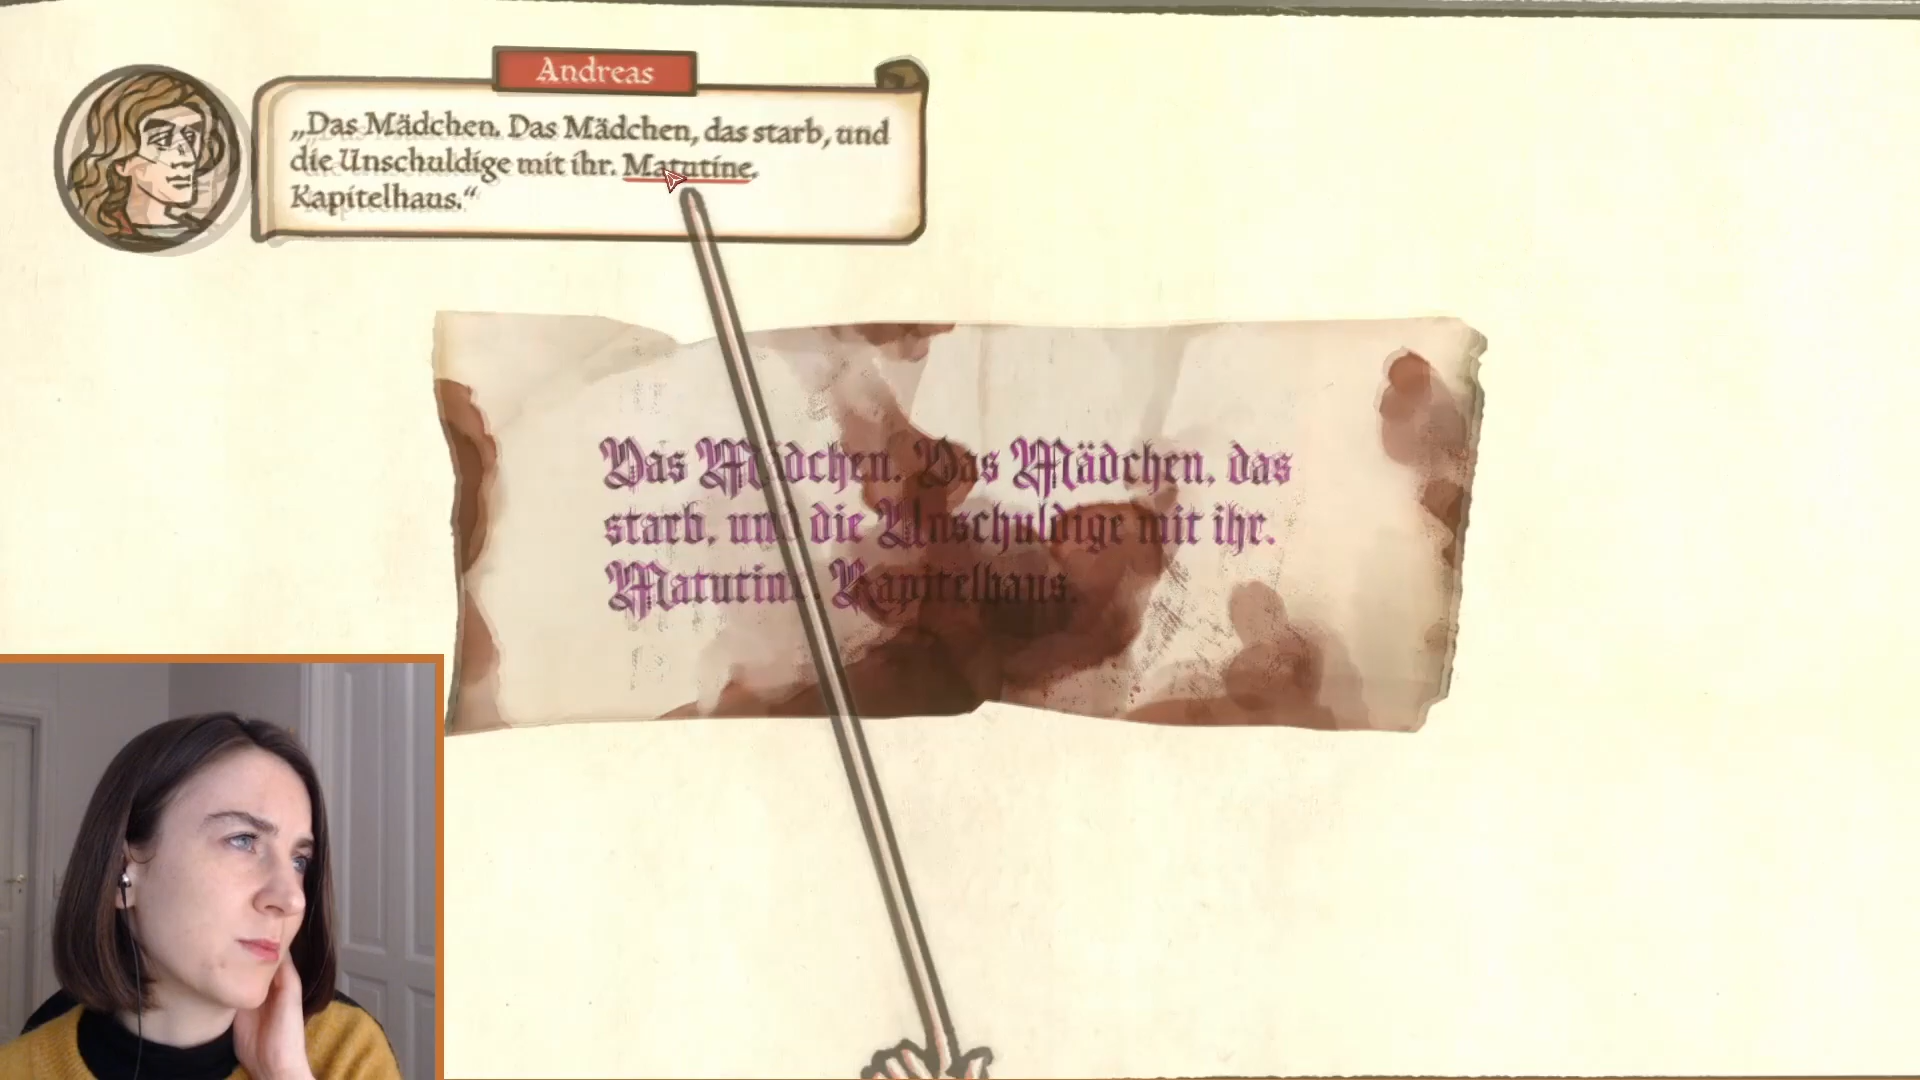 Andreas
„Das Mädchen. Das Mädchen, das starb, und
die Unschuldige mit ihr. Matutine.
Kapitelhaus.“
Das Mädchen. Das Mädchen, das
starb, und die Unschuldige mit ihr.
Matutine. Kapitelhaus.